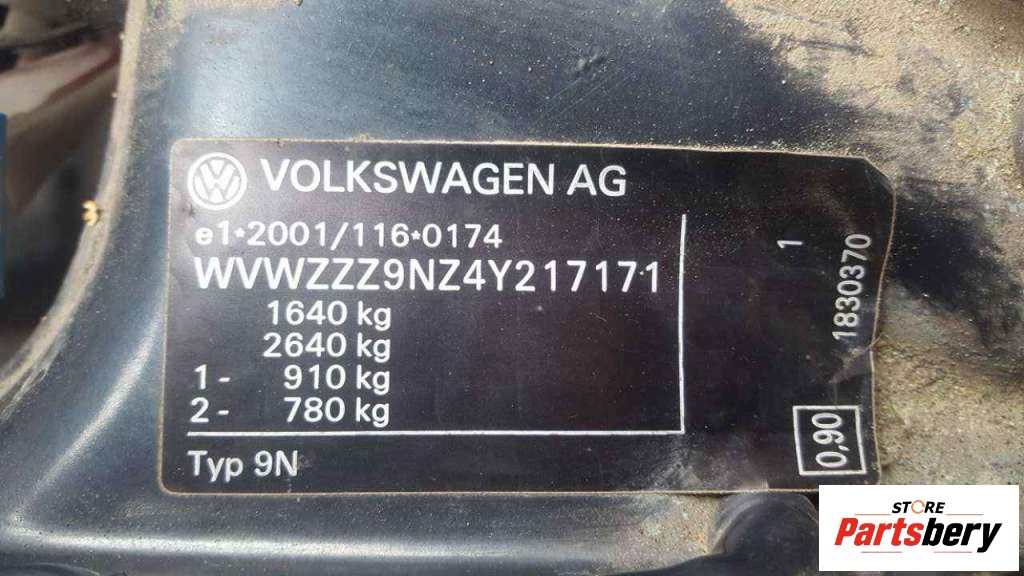 VOLKSWAGEN AG
e1*2001/116*0174
WVWZZZ9NZ4Y217171
1640 kg
2640 kg
1- 910 kg
2- 780 kg
Typ 9N
1
1830370
0,90
STORE
Partsbery